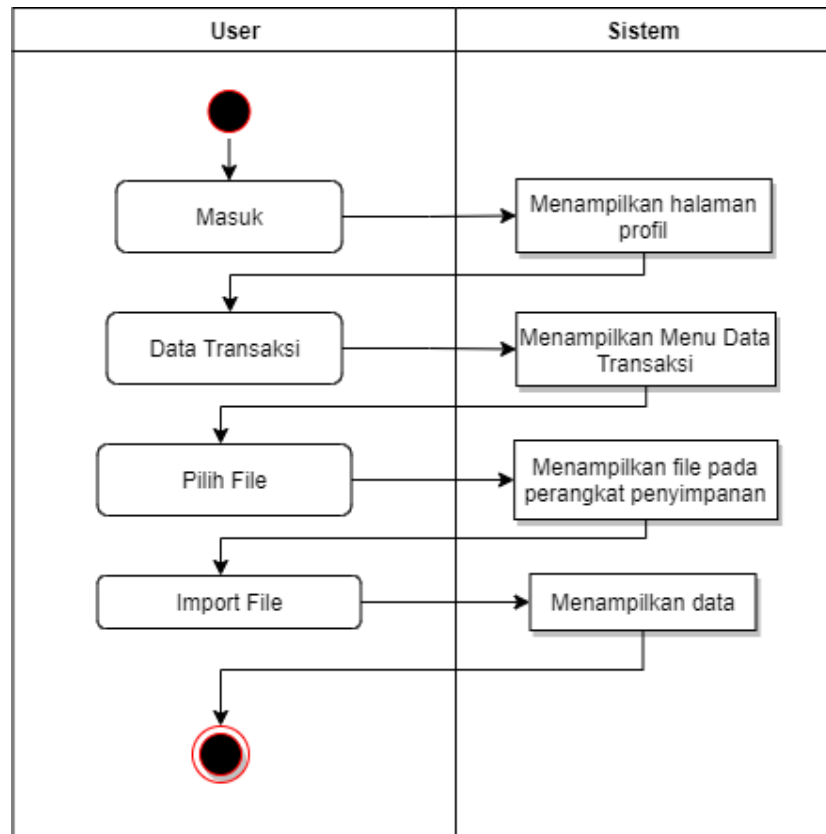 User
Sistem
Masuk
Menampilkan halaman
profil
Data Transaksi
Menampilkan Menu Data
Transaksi
Pilih File
Menampilkan file pada
perangkat penyimpanan
Import File
Menampilkan data